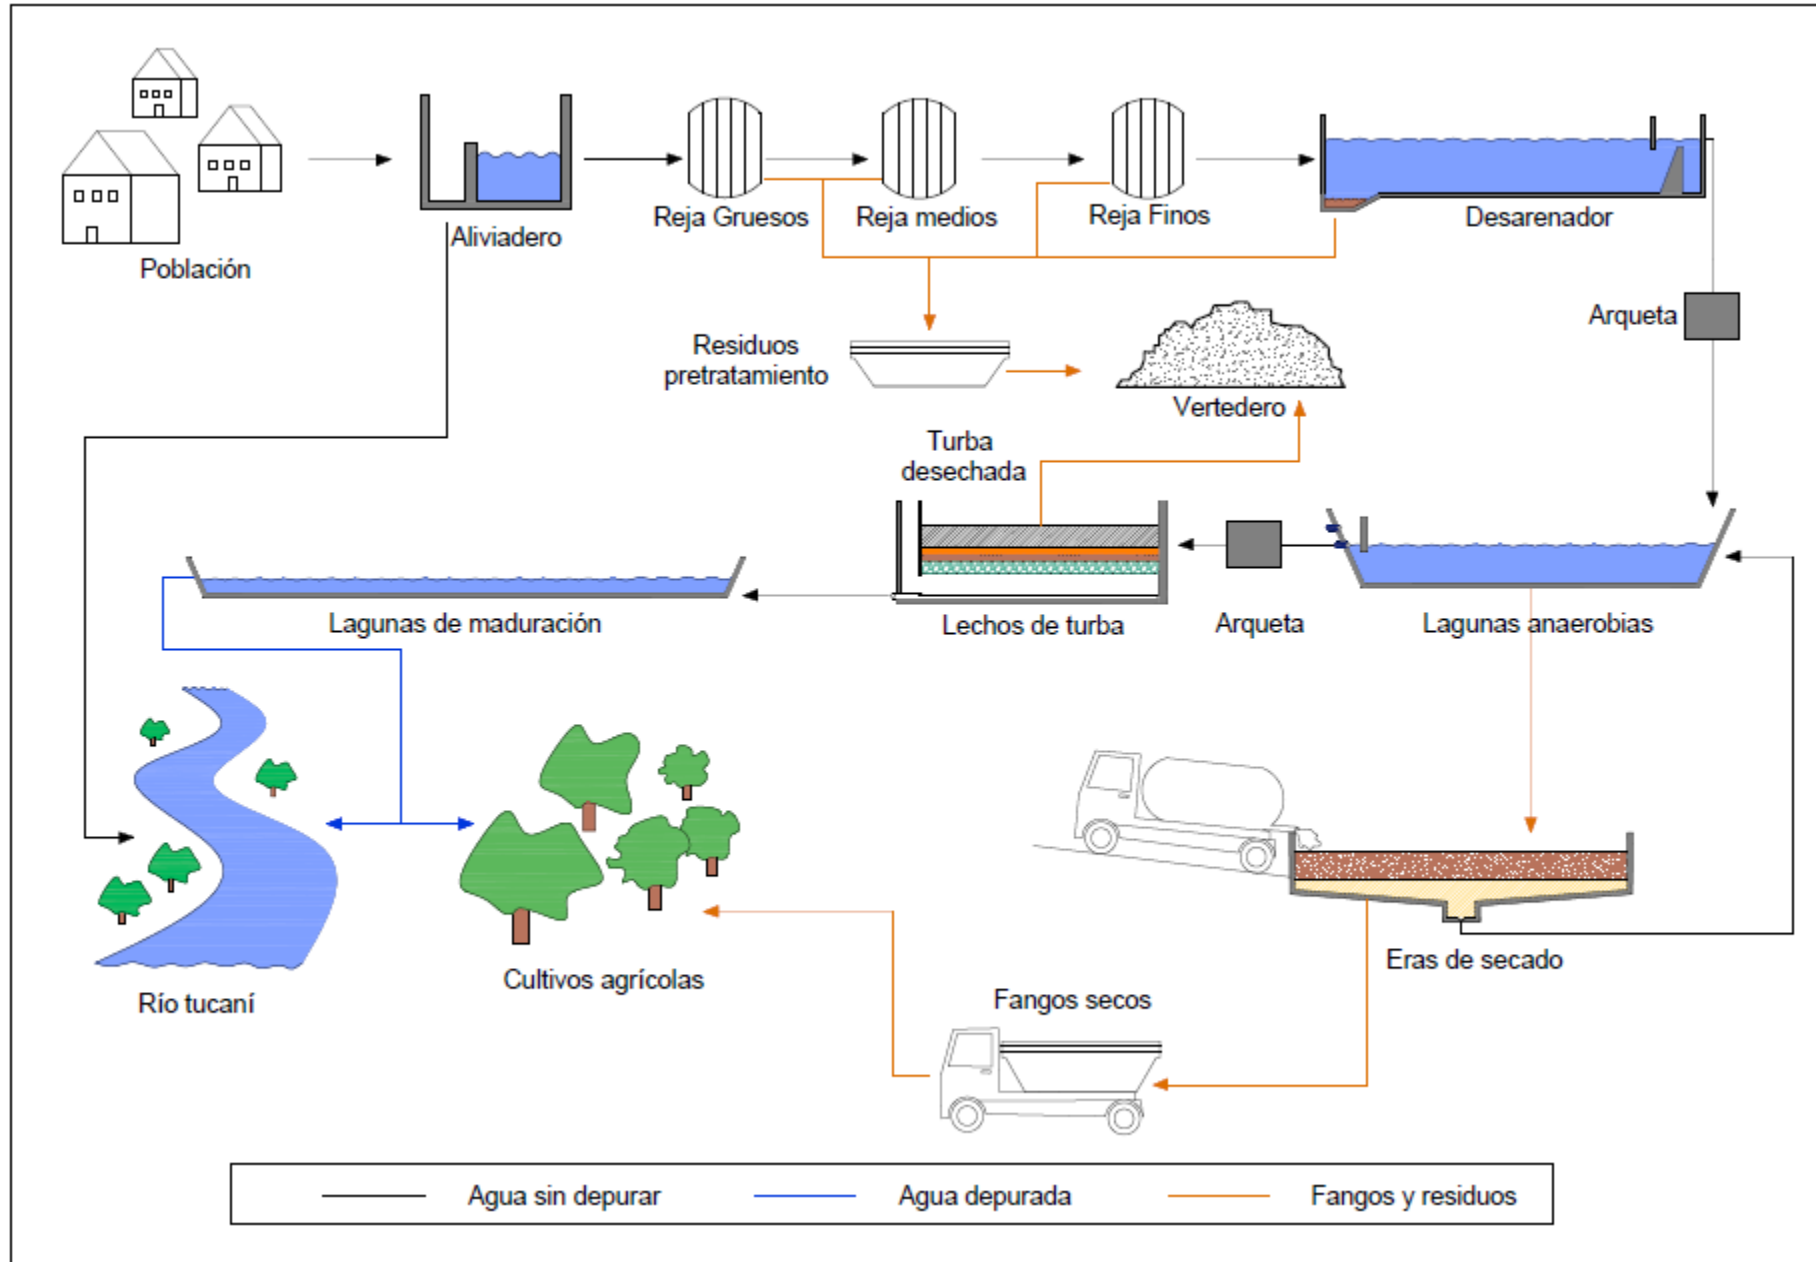 Población
Aliviadero
Reja Gruesos
Reja medios
Reja Finos
Desarenador
Arqueta
Residuos
pretratamiento
Vertedero
Turba
desechada
Lagunas de maduración
Lechos de turba
Arqueta
Lagunas anaerobias
Río tucaní
Cultivos agrícolas
Eras de secado
Fangos secos
Agua sin depurar
Agua depurada
Fangos y residuos